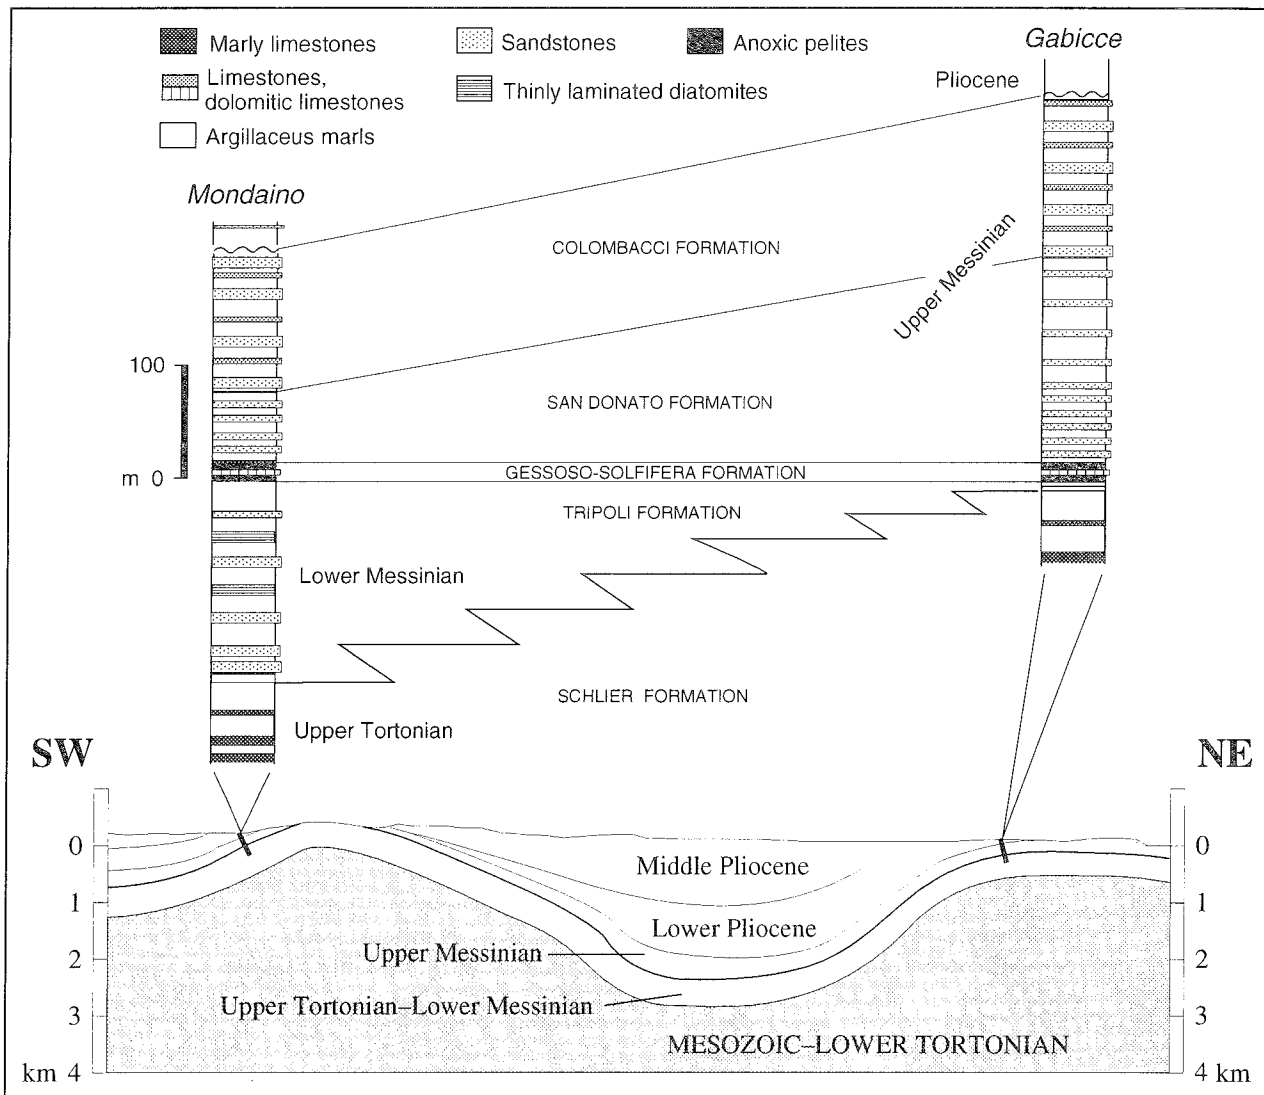 Marly limestones
Sandstones
Anoxic pelites
Limestones,
dolomitic limestones
Thinly laminated diatomites
Argillaceus marls
Gabicce
Pliocene
Mondaino
COLOMBACCI FORMATION
Upper Messinian
100
SAN DONATO FORMATION
m 0
GESSOSO-SOLFIFERA FORMATION
TRIPOLI FORMATION
Lower Messinian
SCHLIER FORMATION
Upper Tortonian
SW
NE
0
1
2
3
km 4
Middle Pliocene
Lower Pliocene
Upper Messinian
Upper Tortonian–Lower Messinian
MESOZOIC–LOWER TORTONIAN
0
1
2
3
4 km